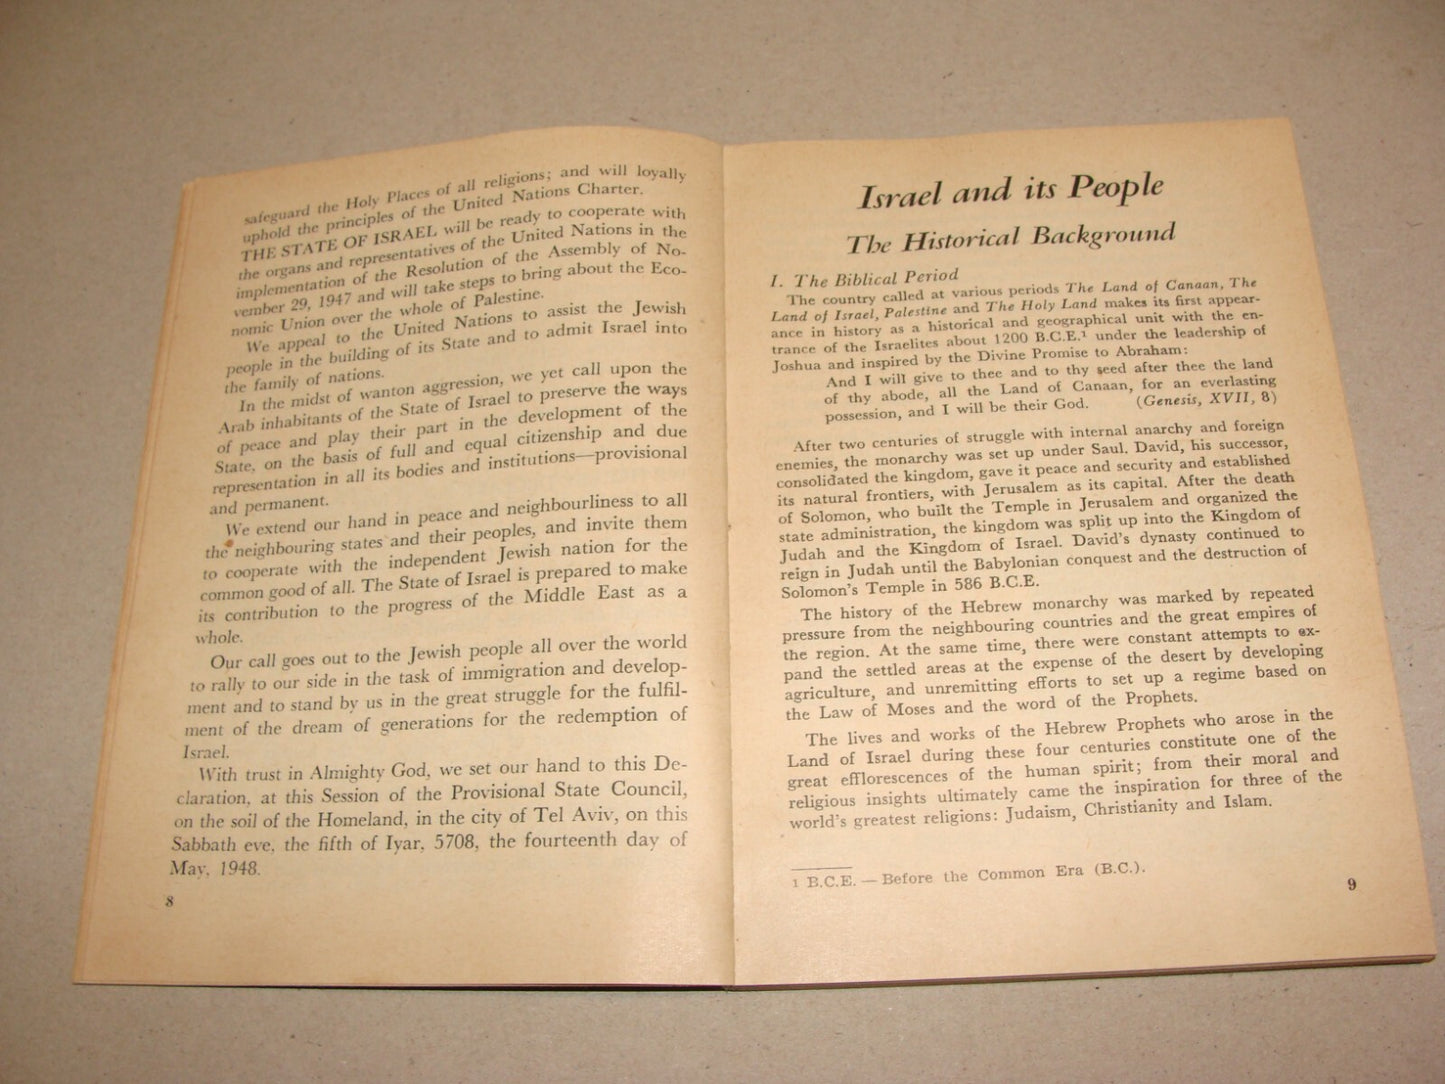 safeguard the Holy Places of all religions; and will loyally
uphold the principles of the United Nations Charter.
THE STATE OF ISRAEL will be ready to cooperate with
the organs and representatives of the United Nations in the
implementation of the Resolution of the Assembly of No-
vember 29, 1947 and will take steps to bring about the Eco-
nomic Union over the whole of Palestine.
We appeal to the United Nations to assist the Jewish
people in the building of its State and to admit Israel into
the family of nations.
In the midst of wanton aggression, we yet call upon the
Arab inhabitants of the State of Israel to preserve the ways
of peace and play their part in the development of the
State, on the basis of full and equal citizenship and due
representation in all its bodies and institutions—provisional
and permanent.
We extend our hand in peace and neighbourliness to all
the neighbouring states and their peoples, and invite them
to cooperate with the independent Jewish nation for the
common good of all. The State of Israel is prepared to make
its contribution to the progress of the Middle East as a
whole.
Our call goes out to the Jewish people all over the world
to rally to our side in the task of immigration and develop-
ment and to stand by us in the great struggle for the fulfil-
ment of the dream of generations for the redemption of
Israel.
With trust in Almighty God, we set our hand to this De-
claration, at this Session of the Provisional State Council,
on the soil of the Homeland, in the city of Tel Aviv, on this
Sabbath eve, the fifth of Iyar, 5708, the fourteenth day of
May, 1948.
8
Israel and its People
The Historical Background
I. The Biblical Period
The country called at various periods The Land of Canaan, The
Land of Israel, Palestine and The Holy Land makes its first appear-
ance in history as a historical and geographical unit with the en-
trance of the Israelites about 1200 B.C.E.¹ under the leadership of
Joshua and inspired by the Divine Promise to Abraham:
And I will give to thee and to thy seed after thee the land
of thy abode, all the Land of Canaan, for an everlasting
possession, and I will be their God. (Genesis, XVII, 8)
After two centuries of struggle with internal anarchy and foreign
enemies, the monarchy was set up under Saul. David, his successor,
consolidated the kingdom, gave it peace and security and established
its natural frontiers, with Jerusalem as its capital. After the death
of Solomon, who built the Temple in Jerusalem and organized the
state administration, the kingdom was split up into the Kingdom of
Judah and the Kingdom of Israel. David's dynasty continued to
reign in Judah until the Babylonian conquest and the destruction of
Solomon's Temple in 586 B.C.E.
The history of the Hebrew monarchy was marked by repeated
pressure from the neighbouring countries and the great empires of
the region. At the same time, there were constant attempts to ex-
pand the settled areas at the expense of the desert by developing
agriculture, and unremitting efforts to set up a regime based on
the Law of Moses and the word of the Prophets.
The lives and works of the Hebrew Prophets who arose in the
Land of Israel during these four centuries constitute one of the
great efflorescences of the human spirit; from their moral and
religious insights ultimately came the inspiration for three of the
world's greatest religions: Judaism, Christianity and Islam.
1 B.C.E. — Before the Common Era (B.C.).
9